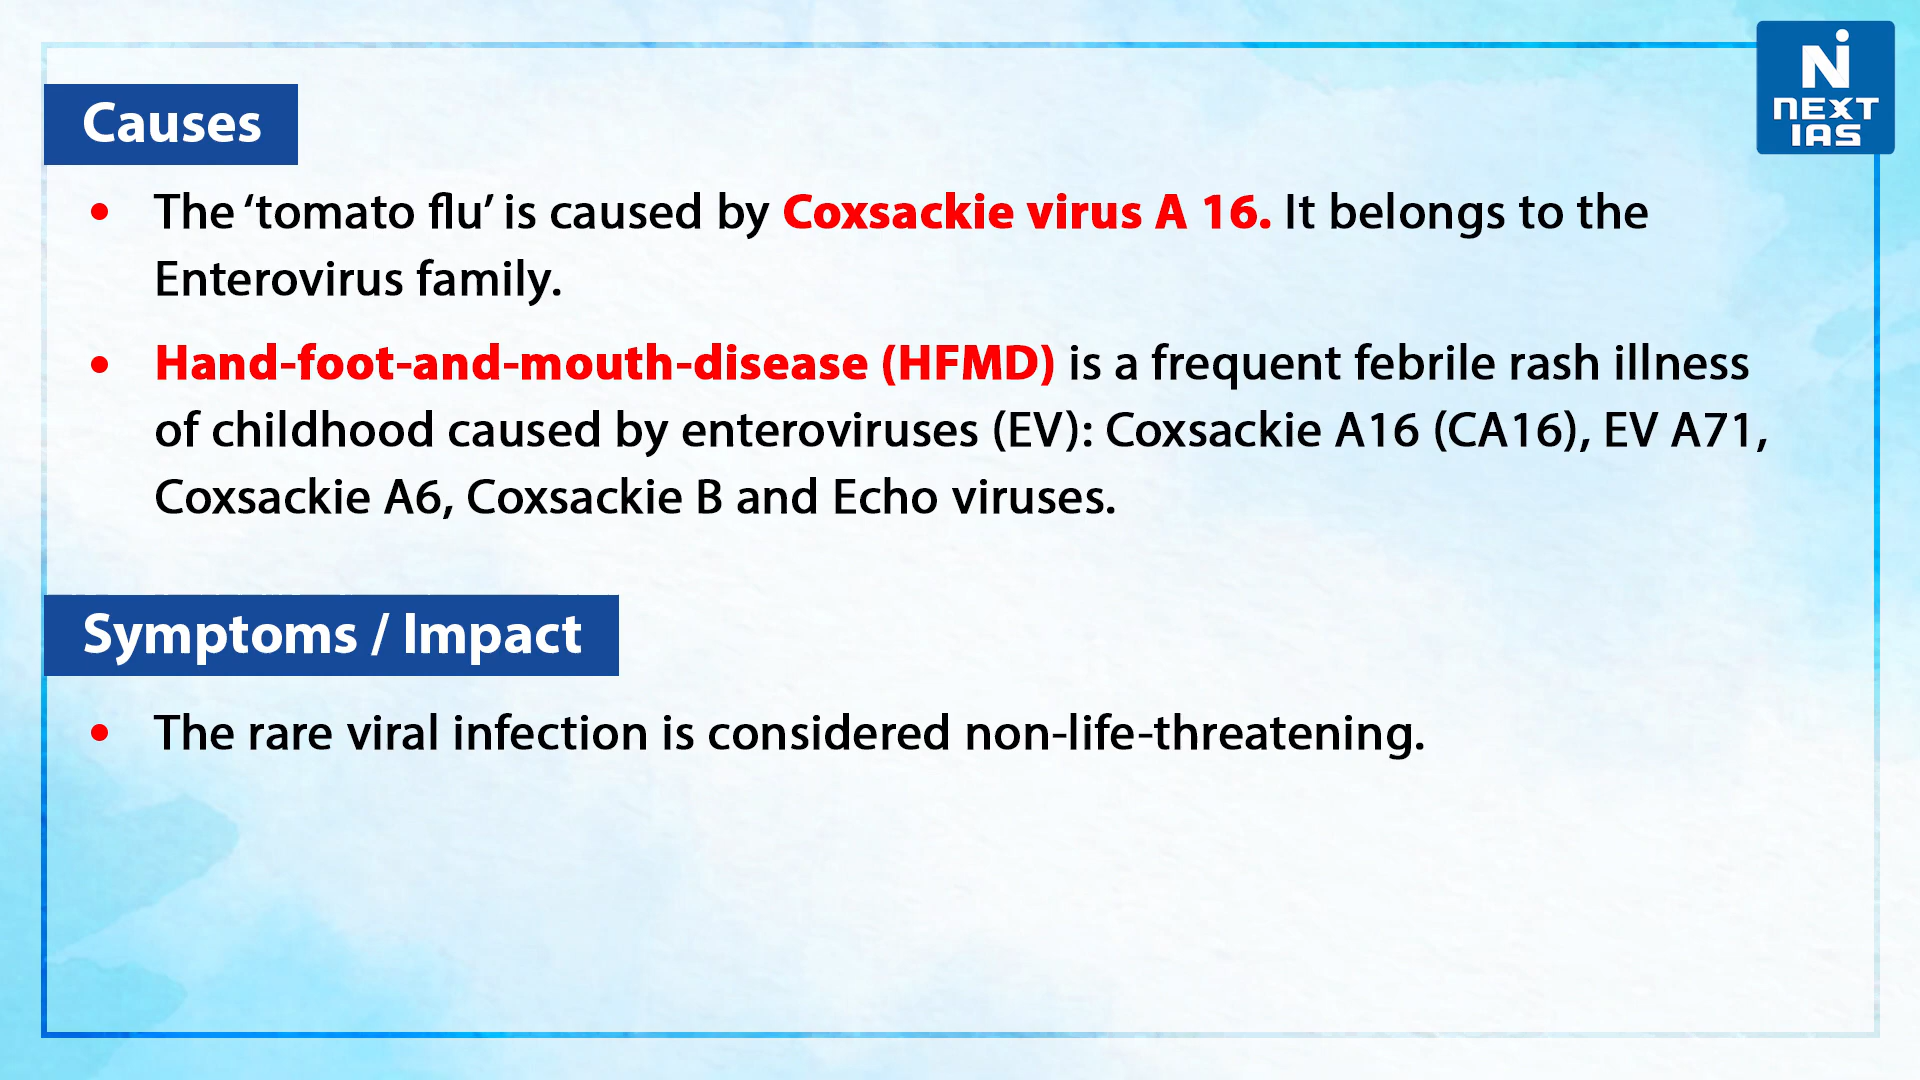 NEXT
IAS
Causes
• The ‘tomato flu’ is caused by Coxsackie virus A 16. It belongs to the
Enterovirus family.
• Hand-foot-and-mouth-disease (HFMD) is a frequent febrile rash illness
of childhood caused by enteroviruses (EV): Coxsackie A16 (CA16), EV A71,
Coxsackie A6, Coxsackie B and Echo viruses.
Symptoms / Impact
• The rare viral infection is considered non-life-threatening.